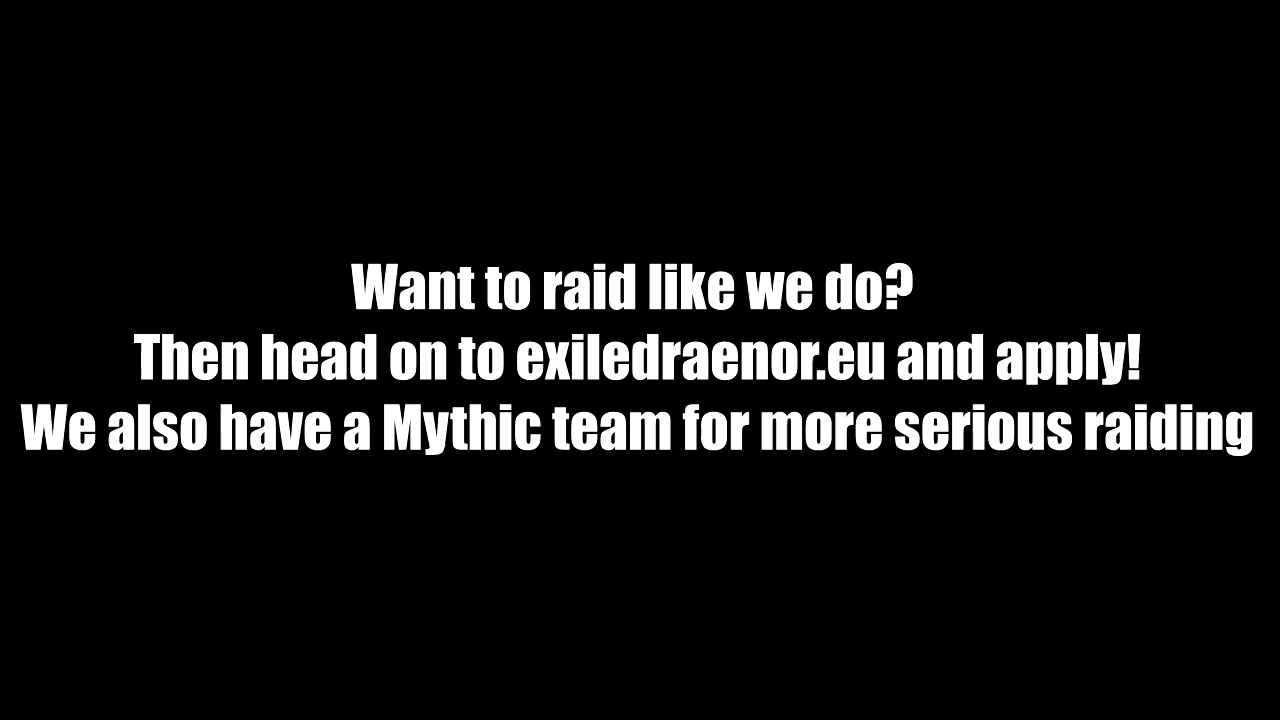 Want to raid like we do?
Then head on to exiledraenor.eu and apply!
We also have a Mythic team for more serious raiding